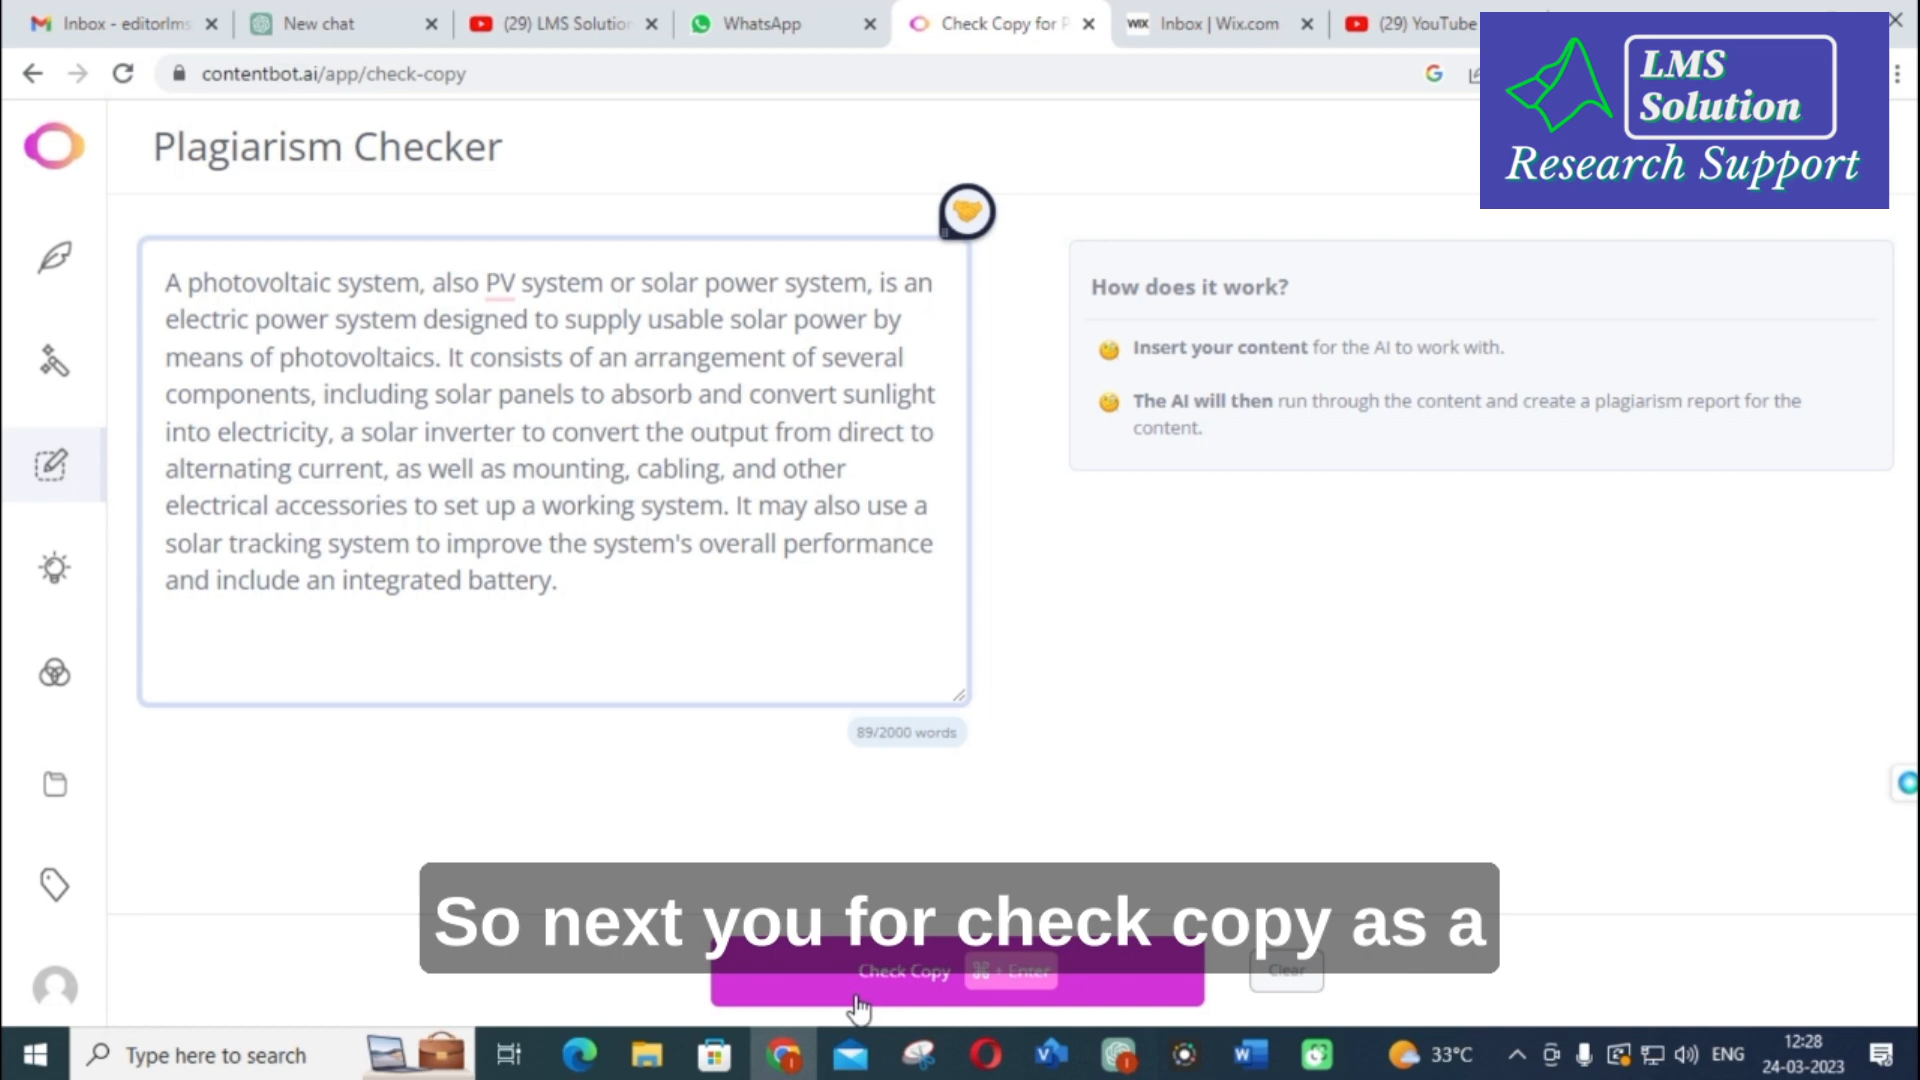 Inbox - editorlms
New chat
(29) LMS Solution
WhatsApp
Check Copy for P
WIX
Inbox | Wix.com
(29) YouTube
contentbot.ai/app/check-copy
LMS
Solution
Research Support
Plagiarism Checker
A photovoltaic system, also PV system or solar power system, is an
electric power system designed to supply usable solar power by
means of photovoltaics. It consists of an arrangement of several
components, including solar panels to absorb and convert sunlight
into electricity, a solar inverter to convert the output from direct to
alternating current, as well as mounting, cabling, and other
electrical accessories to set up a working system. It may also use a
solar tracking system to improve the system's overall performance
and include an integrated battery.
89/2000 words
How does it work?
Insert your content for the AI to work with.
The AI will then run through the content and create a plagiarism report for the
content.
So next you for check copy as a
Check Copy ⌘ + Enter
Clear
Type here to search
33°C
ENG
12:28
24-03-2023